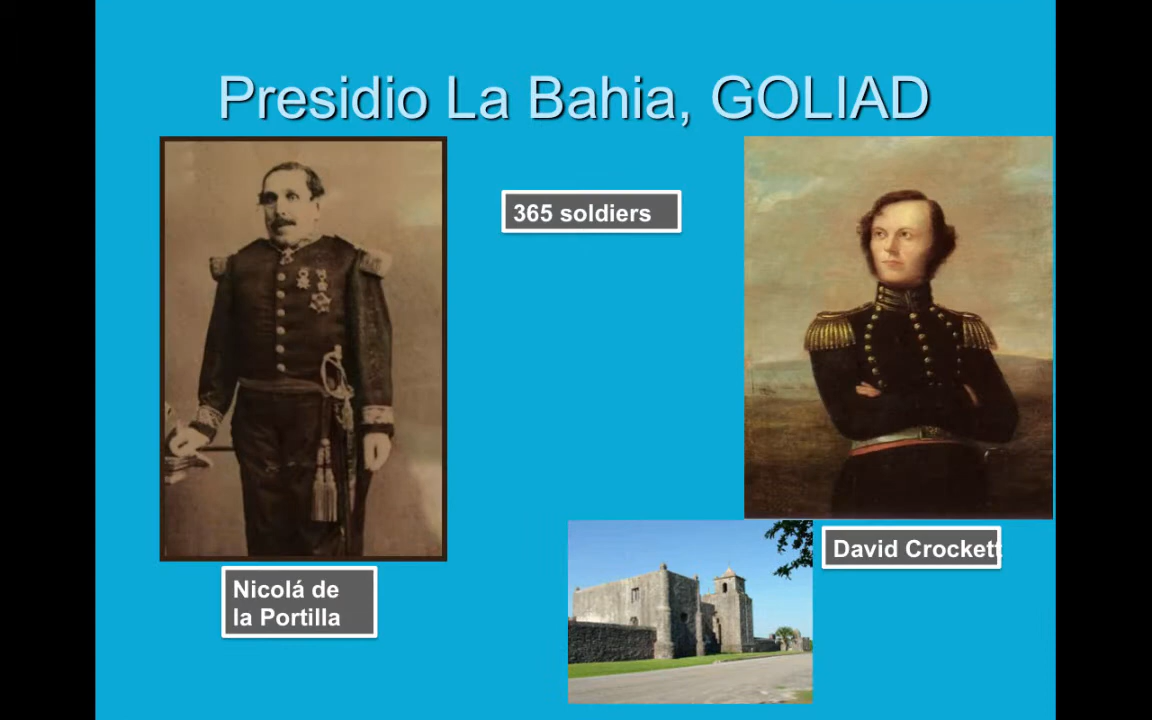 Presidio La Bahia, GOLIAD
365 soldiers
David Crockett
Nicolá de
la Portilla